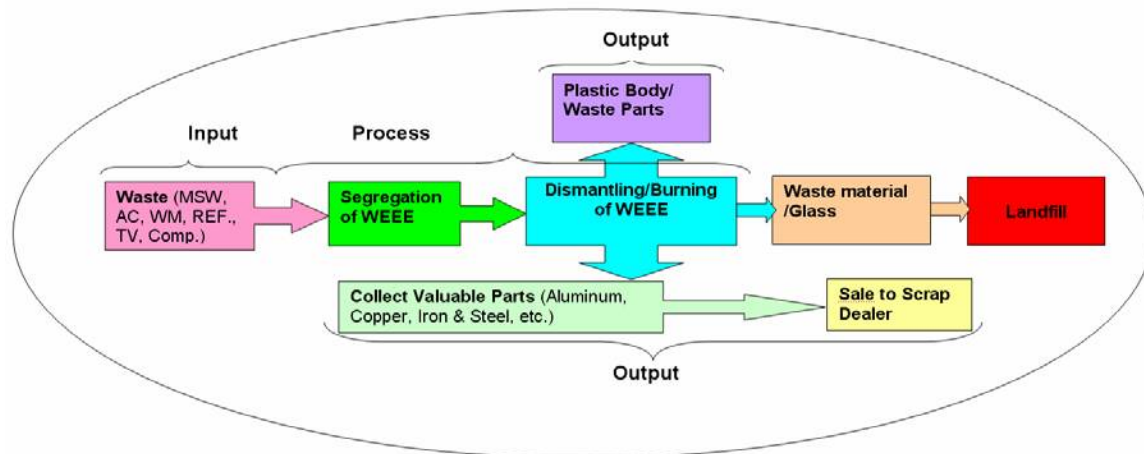 Output
Plastic Body/
Waste Parts
Input
Process
Waste (MSW,
AC, WM, REF.,
TV, Comp.)
Segregation
of WEEE
Dismantling/Burning
of WEEE
Waste material
/Glass
Landfill
Collect Valuable Parts (Aluminum,
Copper, Iron & Steel, etc.)
Sale to Scrap
Dealer
Output